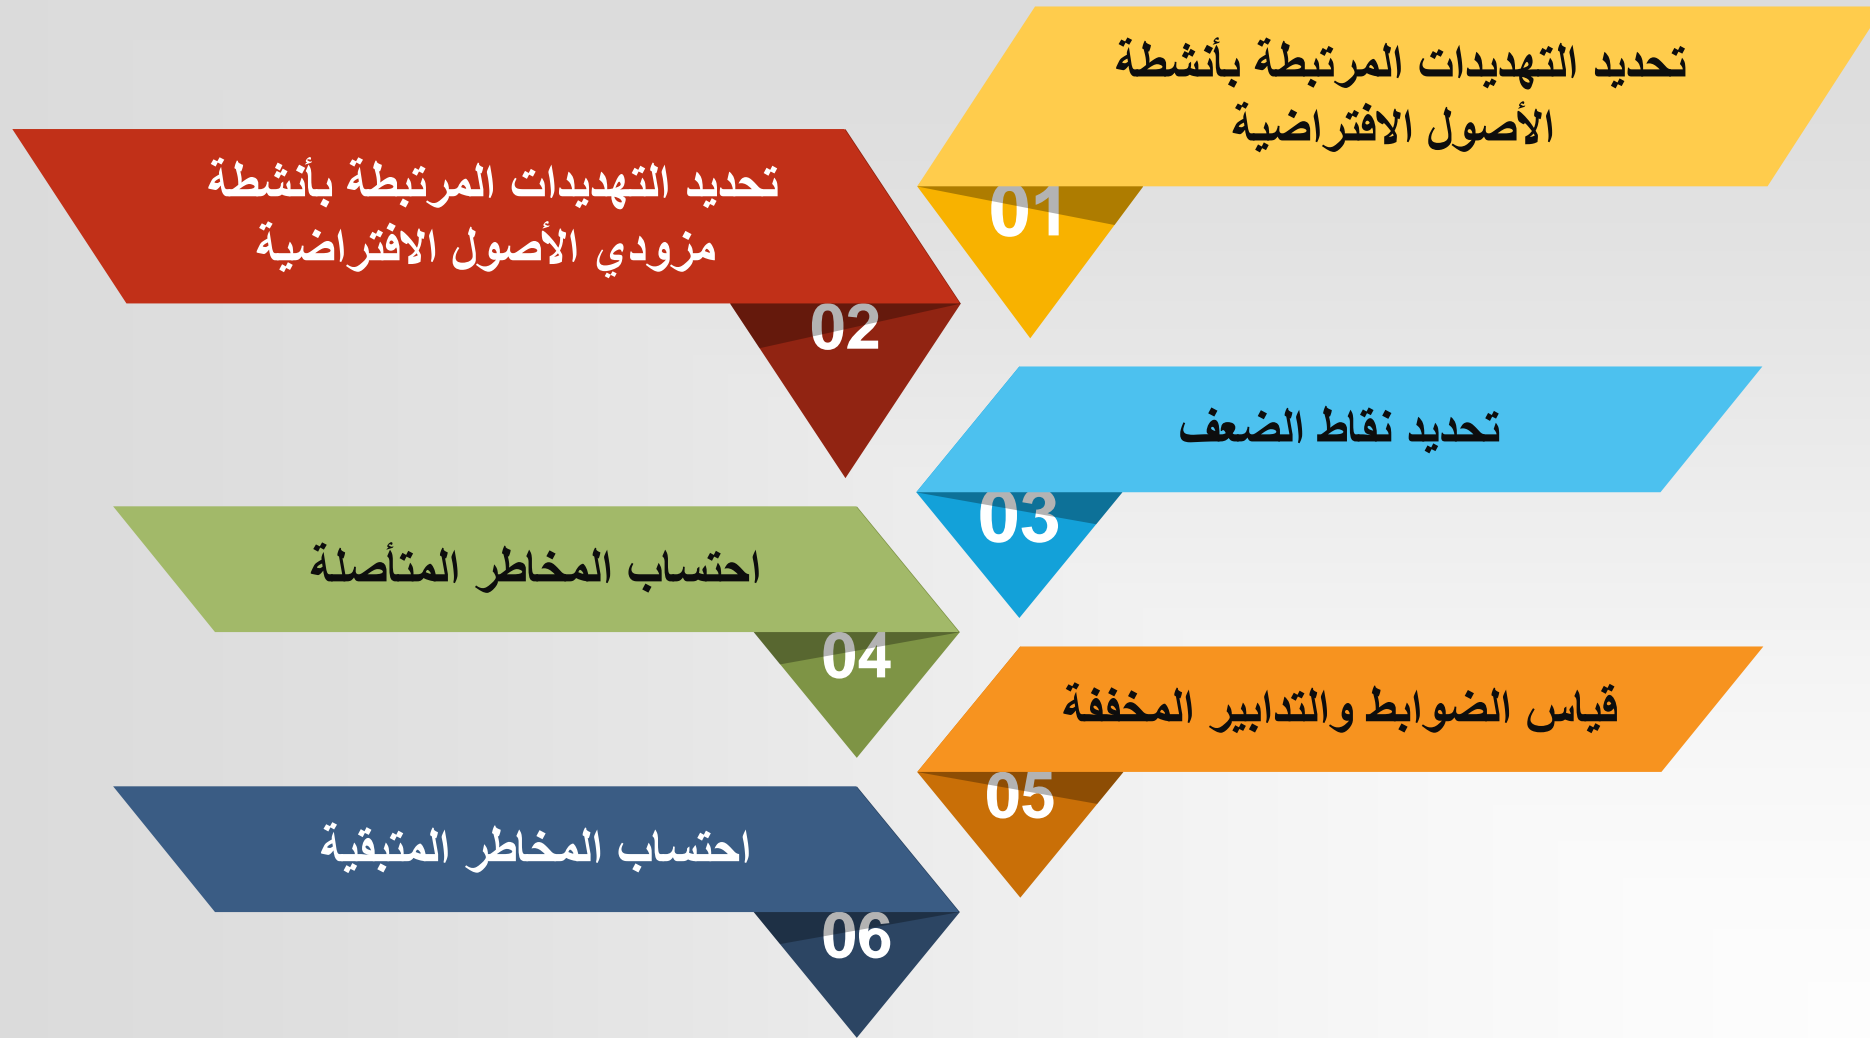 تحديد التهديدات المرتبطة بأنشطة
الأصول الافتراضية
01
تحديد التهديدات المرتبطة بأنشطة
مزودي الأصول الافتراضية
02
تحديد نقاط الضعف
03
احتساب المخاطر المتأصلة
04
قياس الضوابط والتدابير المخففة
05
احتساب المخاطر المتبقية
06